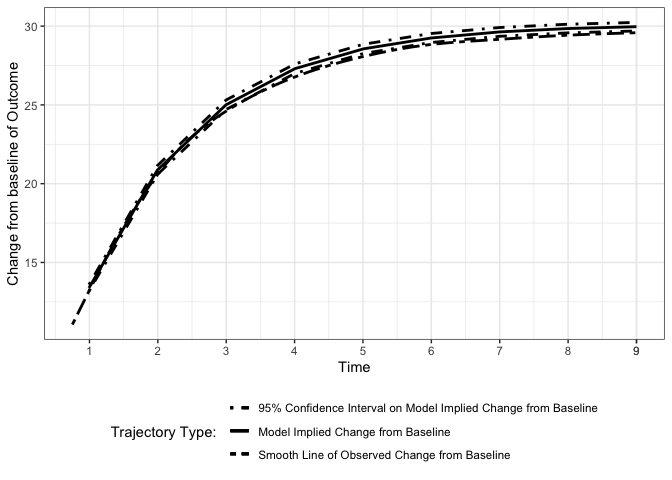 Change from baseline of Outcome
30
25
20
15
1 2 3 4 5 6 7 8 9
Time
Trajectory Type:
95% Confidence Interval on Model Implied Change from Baseline
Model Implied Change from Baseline
Smooth Line of Observed Change from Baseline